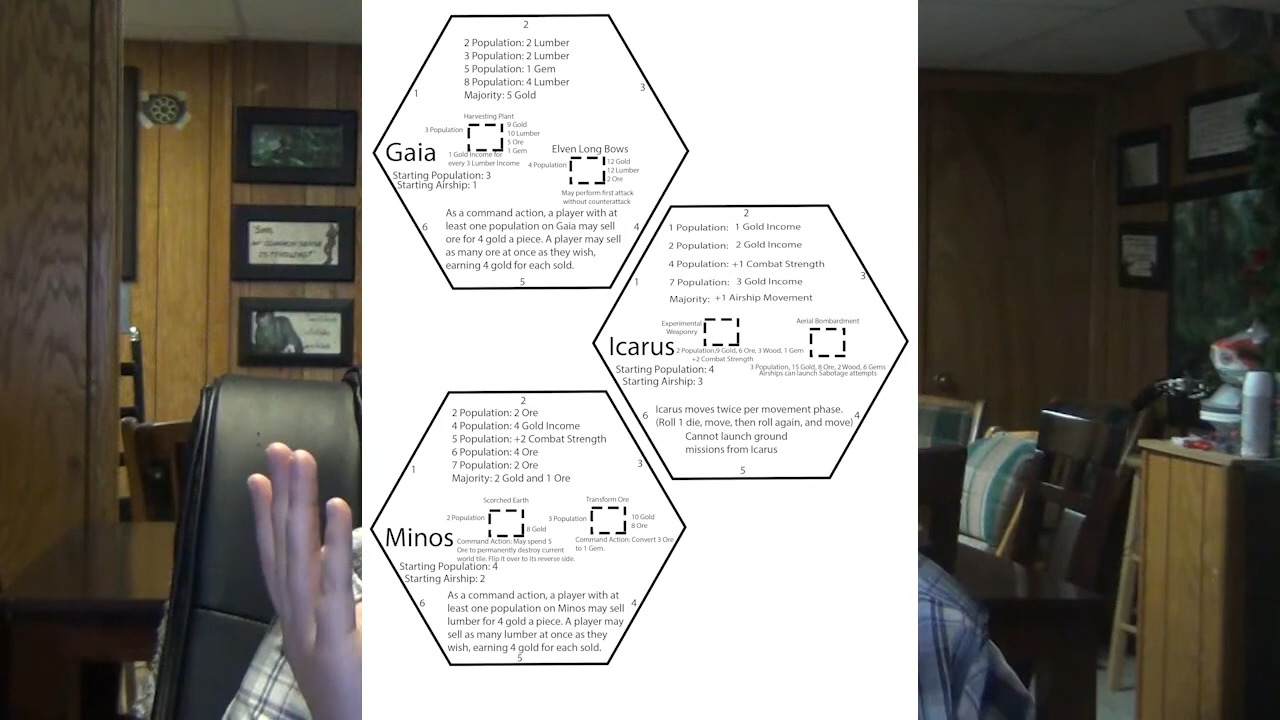 2
2 Population: 2 Lumber
3 Population: 2 Lumber
5 Population: 1 Gem
8 Population: 4 Lumber
Majority: 5 Gold
1
3
Harvesting Plant
3 Population
9 Gold
10 Lumber
5 Ore
1 Gem
1 Gold Income for
every 3 Lumber Income
Elven Long Bows
4 Population
12 Gold
12 Lumber
2 Ore
May perform first attack
without counterattack
Gaia
Starting Population: 3
Starting Airship: 1
6
4
As a command action, a player with at
least one population on Gaia may sell
ore for 4 gold a piece. A player may sell
as many ore at once as they wish,
earning 4 gold for each sold.
5
2
1 Population: 1 Gold Income
2 Population: 2 Gold Income
4 Population: +1 Combat Strength
7 Population: 3 Gold Income
Majority: +1 Airship Movement
1
3
Experimental
Weaponry
2 Population,9 Gold, 6 Ore, 3 Wood, 1 Gem
+2 Combat Strength
Aerial Bombardment
3 Population, 15 Gold, 8 Ore, 2 Wood, 6 Gems
Airships can launch Sabotage attempts
Icarus
Starting Population: 4
Starting Airship: 3
6
4
Icarus moves twice per movement phase.
(Roll 1 die, move, then roll again, and move)
Cannot launch ground
missions from Icarus
5
2
2 Population: 2 Ore
4 Population: 4 Gold Income
5 Population: +2 Combat Strength
6 Population: 4 Ore
7 Population: 2 Ore
Majority: 2 Gold and 1 Ore
1
3
Scorched Earth
2 Population
8 Gold
Command Action: May spend 5
Ore to permanently destroy current
world tile. Flip it over to its reverse side.
Transform Ore
3 Population
10 Gold
8 Ore
Command Action: Convert 3 Ore
to 1 Gem.
Minos
Starting Population: 4
Starting Airship: 2
6
4
As a command action, a player with at
least one population on Minos may sell
lumber for 4 gold a piece. A player may
sell as many lumber at once as they
wish, earning 4 gold for each sold.
5